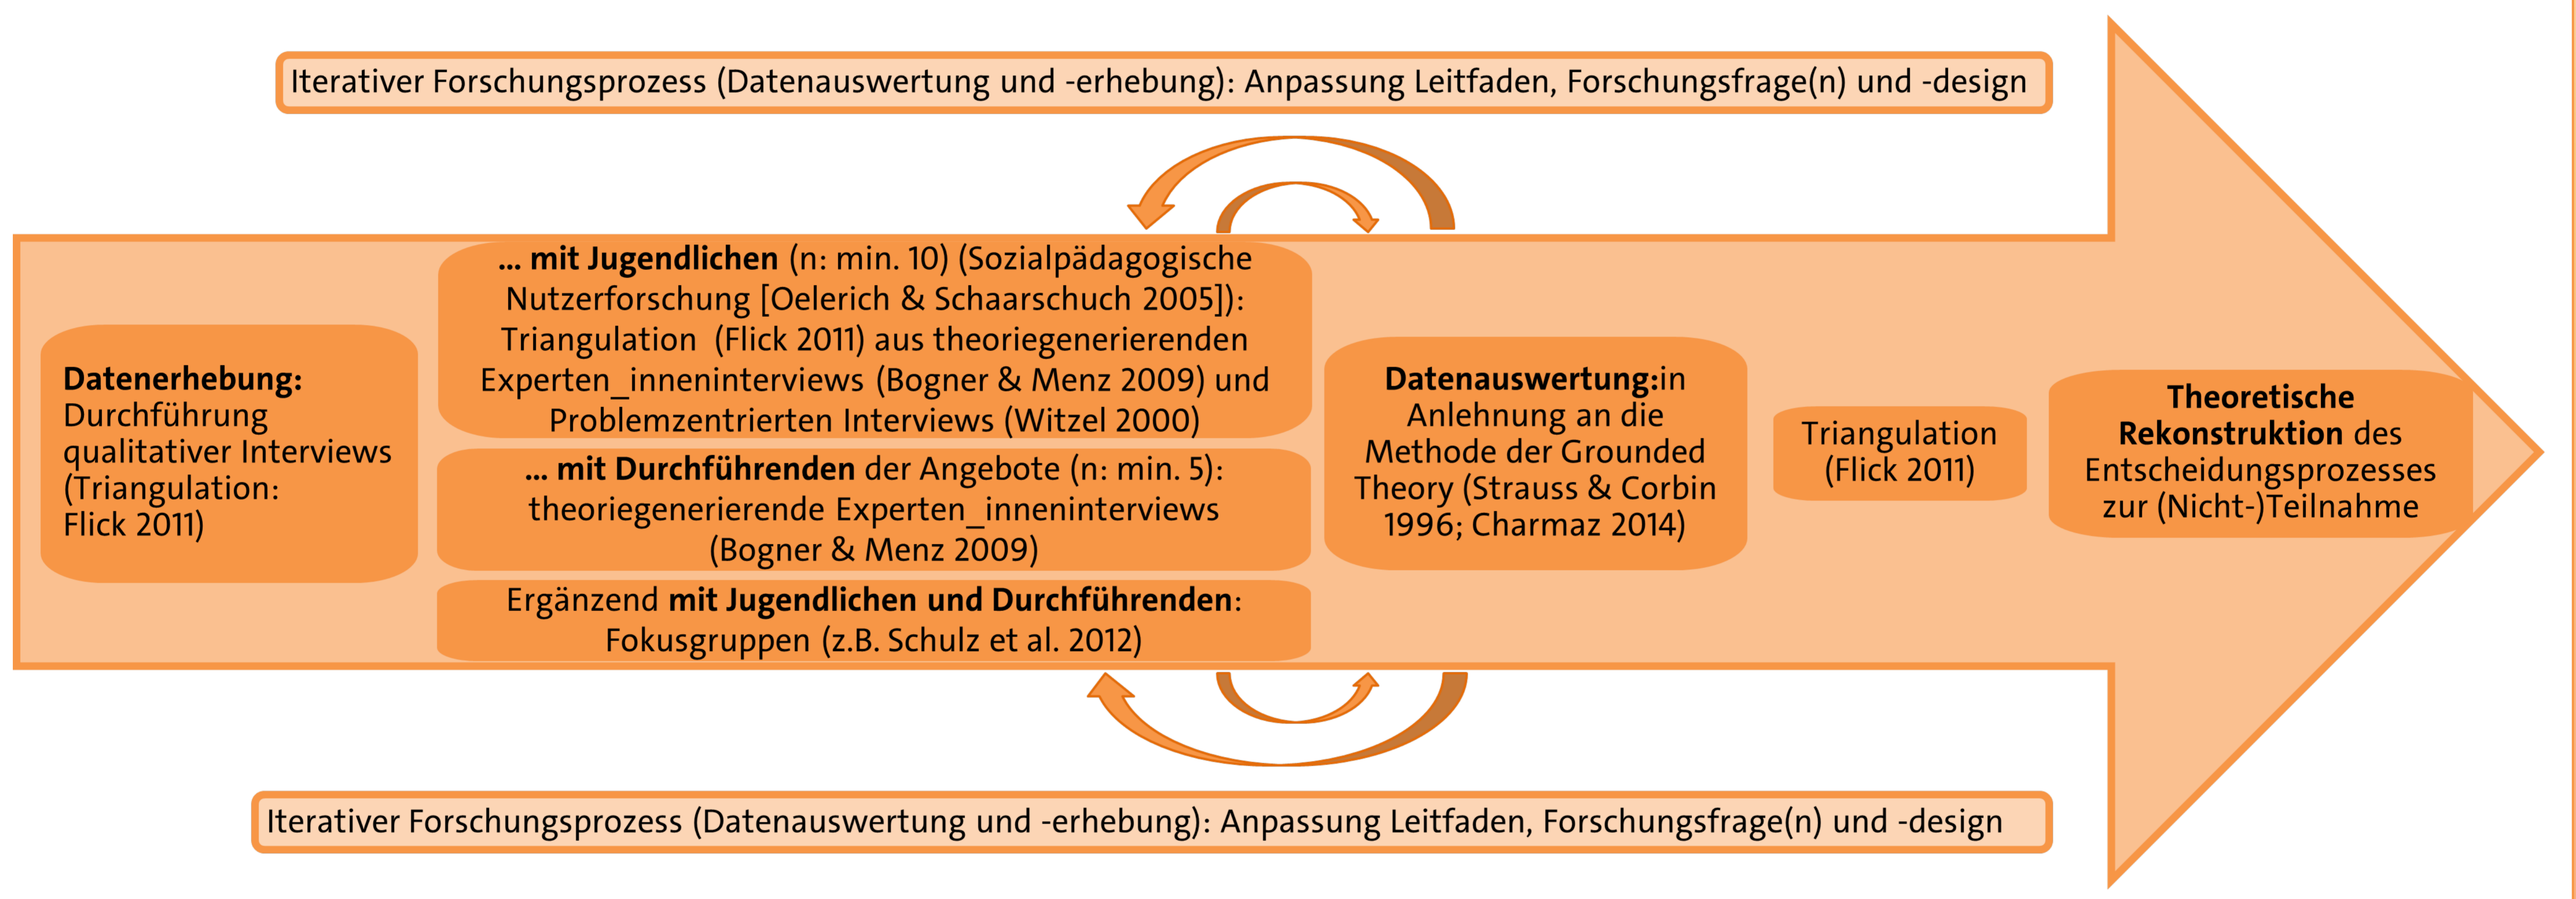 Iterativer Forschungsprozess (Datenauswertung und -erhebung): Anpassung Leitfaden, Forschungsfrage(n) und -design
Datenerhebung:
Durchführung
qualitativer Interviews
(Triangulation:
Flick 2011)
... mit Jugendlichen (n: min. 10) (Sozialpädagogische
Nutzerforschung [Oelerich & Schaarschuch 2005]):
Triangulation (Flick 2011) aus theoriegenerierenden
Experten_inneninterviews (Bogner & Menz 2009) und
Problemzentrierten Interviews (Witzel 2000)
... mit Durchführenden der Angebote (n: min. 5):
theoriegenerierende Experten_inneninterviews
(Bogner & Menz 2009)
Ergänzend mit Jugendlichen und Durchführenden:
Fokusgruppen (z.B. Schulz et al. 2012)
Datenauswertung:in
Anlehnung an die
Methode der Grounded
Theory (Strauss & Corbin
1996; Charmaz 2014)
Triangulation
(Flick 2011)
Theoretische
Rekonstruktion des
Entscheidungsprozesses
zur (Nicht-)Teilnahme
Iterativer Forschungsprozess (Datenauswertung und -erhebung): Anpassung Leitfaden, Forschungsfrage(n) und -design